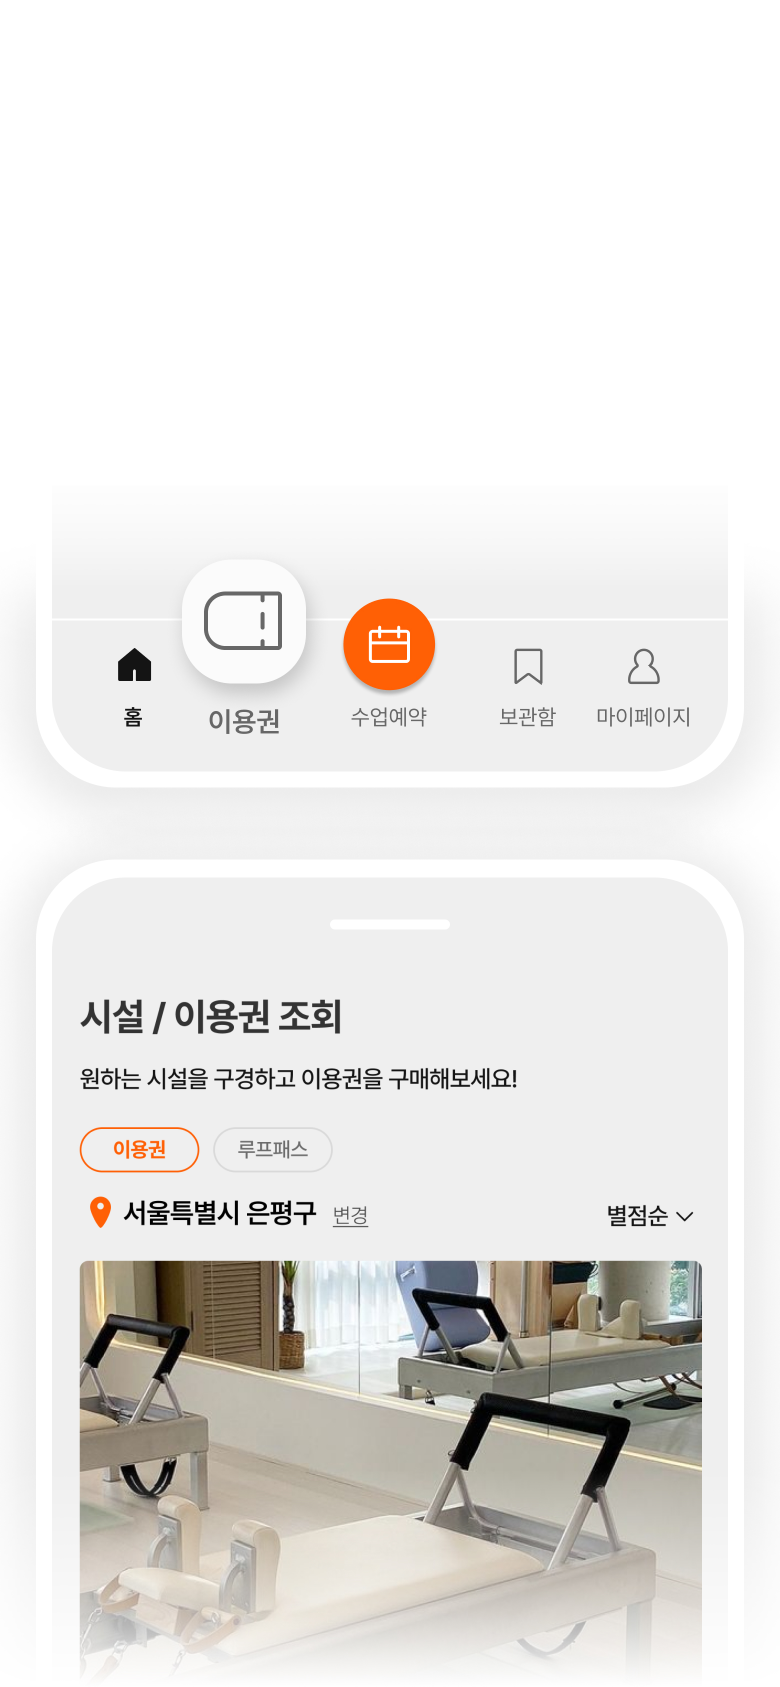 홈 이용권 수업예약 보관함 마이페이지
시설 / 이용권 조회
원하는 시설을 구경하고 이용권을 구매해보세요!
이용권 루프패스
서울특별시 은평구 변경 별점순